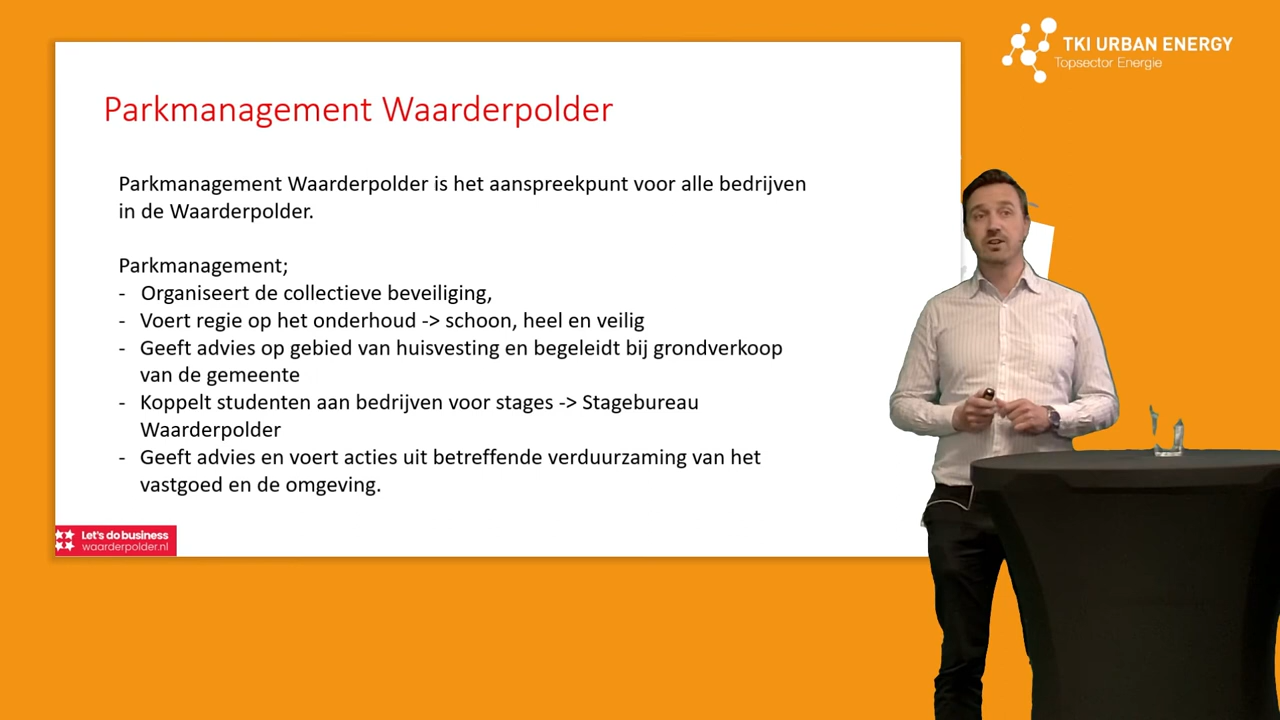 TKI URBAN ENERGY
Topsector Energie
Parkmanagement Waarderpolder
Parkmanagement Waarderpolder is het aanspreekpunt voor alle bedrijven
in de Waarderpolder.
Parkmanagement;
- Organiseert de collectieve beveiliging,
- Voert regie op het onderhoud -> schoon, heel en veilig
- Geeft advies op gebied van huisvesting en begeleidt bij grondverkoop
van de gemeente
- Koppelt studenten aan bedrijven voor stages -> Stagebureau
Waarderpolder
- Geeft advies en voert acties uit betreffende verduurzaming van het
vastgoed en de omgeving.
Let's do business
waarderpolder.nl